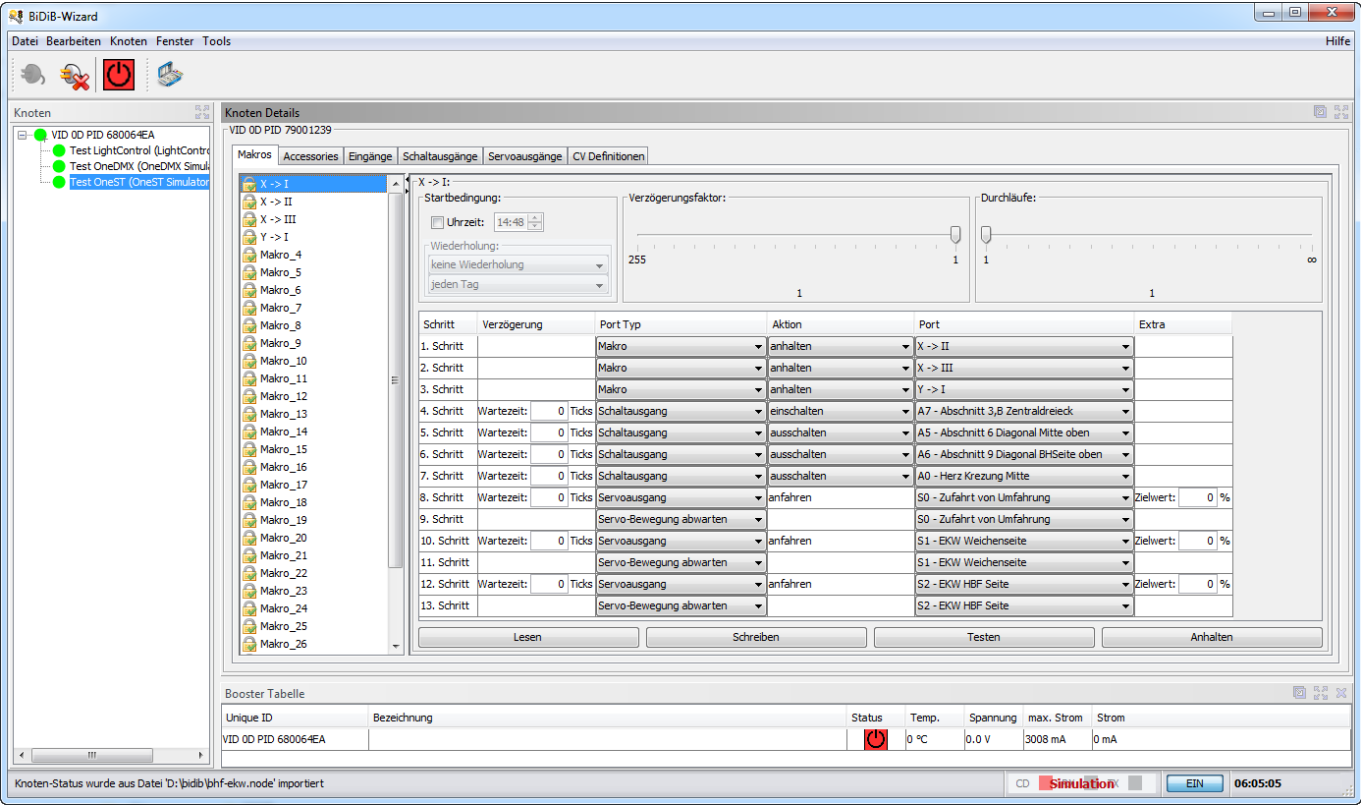 BiDiB-Wizard
Datei Bearbeiten Knoten Fenster Tools Hilfe
Knoten
VID 0D PID 680064EA
Test LightControl (LightContro
Test OneDMX (OneDMX Simula
Test OneST (OneST Simulator
Knoten Details
VID 0D PID 79001239
Makros Accessories Eingänge Schaltausgänge Servoausgänge CV Definitionen
X -> I
X -> II
X -> III
Y -> I
Makro_4
Makro_5
Makro_6
Makro_7
Makro_8
Makro_9
Makro_10
Makro_11
Makro_12
Makro_13
Makro_14
Makro_15
Makro_16
Makro_17
Makro_18
Makro_19
Makro_20
Makro_21
Makro_22
Makro_23
Makro_24
Makro_25
Makro_26
X -> I:
Startbedingung:
Uhrzeit: 14:48
Wiederholung:
keine Wiederholung
jeden Tag
Verzögerungsfaktor:
255 1
1
Durchläufe:
1 ∞
1
Schritt Verzögerung Port Typ Aktion Port Extra
1. Schritt Makro anhalten X -> II
2. Schritt Makro anhalten X -> III
3. Schritt Makro anhalten Y -> I
4. Schritt Wartezeit: 0 Ticks Schaltausgang einschalten A7 - Abschnitt 3,B Zentraldreieck
5. Schritt Wartezeit: 0 Ticks Schaltausgang ausschalten A5 - Abschnitt 6 Diagonal Mitte oben
6. Schritt Wartezeit: 0 Ticks Schaltausgang ausschalten A6 - Abschnitt 9 Diagonal BHSeite oben
7. Schritt Wartezeit: 0 Ticks Schaltausgang ausschalten A0 - Herz Krezung Mitte
8. Schritt Wartezeit: 0 Ticks Servoausgang anfahren S0 - Zufahrt von Umfahrung Zielwert: 0 %
9. Schritt Servo-Bewegung abwarten S0 - Zufahrt von Umfahrung
10. Schritt Wartezeit: 0 Ticks Servoausgang anfahren S1 - EKW Weichenseite Zielwert: 0 %
11. Schritt Servo-Bewegung abwarten S1 - EKW Weichenseite
12. Schritt Wartezeit: 0 Ticks Servoausgang anfahren S2 - EKW HBF Seite Zielwert: 0 %
13. Schritt Servo-Bewegung abwarten S2 - EKW HBF Seite
Lesen Schreiben Testen Anhalten
Booster Tabelle
Unique ID Bezeichnung Status Temp. Spannung max. Strom Strom
VID 0D PID 680064EA 0 °C 0.0 V 3008 mA 0 mA
Knoten-Status wurde aus Datei 'D:\bidib\bhf-ekw.node' importiert
CD Simulation EIN 06:05:05